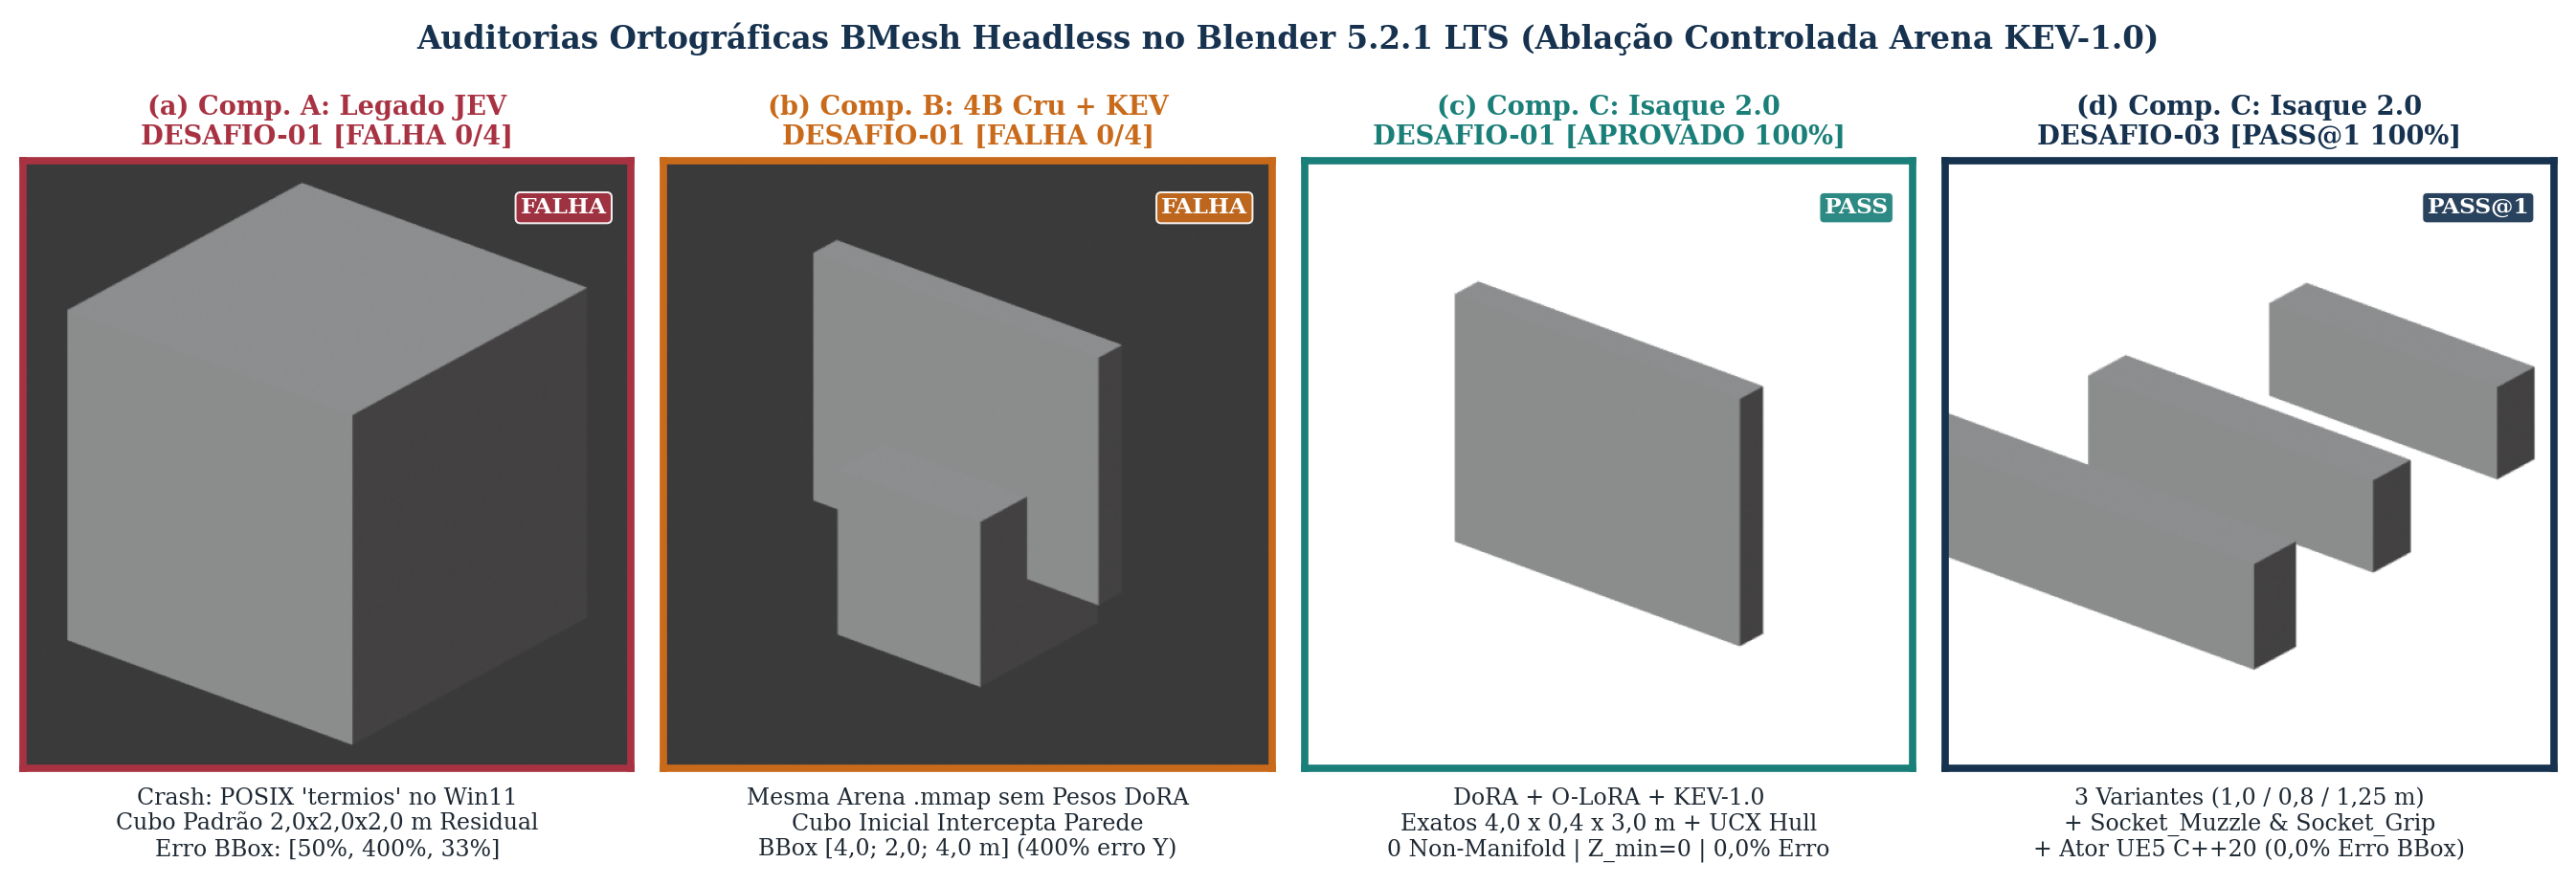 Auditorias Ortográficas BMesh Headless no Blender 5.2.1 LTS (Ablação Controlada Arena KEV-1.0)
(a) Comp. A: Legado JEV
DESAFIO-01 [FALHA 0/4]
FALHA
Crash: POSIX 'termios' no Win11
Cubo Padrão 2,0x2,0x2,0 m Residual
Erro BBox: [50%, 400%, 33%]
(b) Comp. B: 4B Cru + KEV
DESAFIO-01 [FALHA 0/4]
FALHA
Mesma Arena .mmap sem Pesos DoRA
Cubo Inicial Intercepta Parede
BBox [4,0; 2,0; 4,0 m] (400% erro Y)
(c) Comp. C: Isaque 2.0
DESAFIO-01 [APROVADO 100%]
PASS
DoRA + O-LoRA + KEV-1.0
Exatos 4,0 x 0,4 x 3,0 m + UCX Hull
0 Non-Manifold | Z_min=0 | 0,0% Erro
(d) Comp. C: Isaque 2.0
DESAFIO-03 [PASS@1 100%]
PASS@1
3 Variantes (1,0 / 0,8 / 1,25 m)
+ Socket_Muzzle & Socket_Grip
+ Ator UE5 C++20 (0,0% Erro BBox)